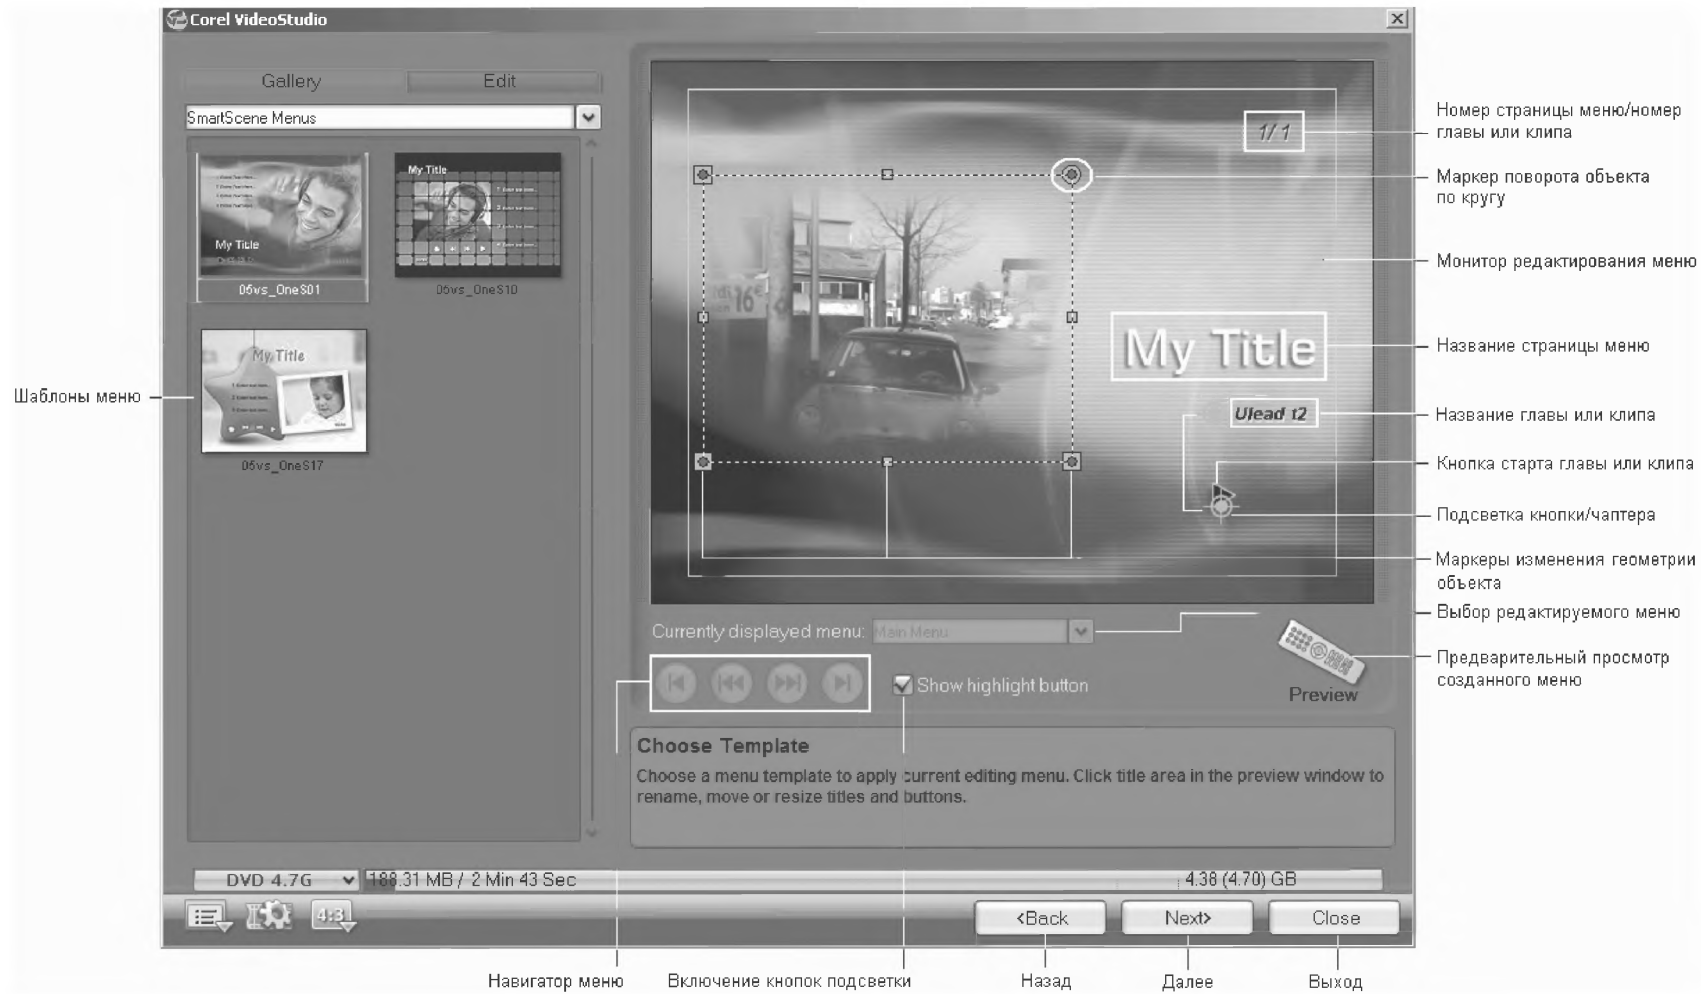 Corel VideoStudio
Gallery
Edit
SmartScene Menus
My Title
05vs_OneS01
My Title
05vs_OneS10
My Title
05vs_OneS17
Шаблоны меню
1/1
My Title
Ulead t2
Номер страницы меню/номер
главы или клипа
Маркер поворота объекта
по кругу
Монитор редактирования меню
Название страницы меню
Название главы или клипа
Кнопка старта главы или клипа
Подсветка кнопки/чаптера
Маркеры изменения геометрии
объекта
Выбор редактируемого меню
Предварительный просмотр
созданного меню
Currently displayed menu:
Main Menu
Show highlight button
Preview
Choose Template
Choose a menu template to apply current editing menu. Click title area in the preview window to
rename, move or resize titles and buttons.
DVD 4.7G
188.31 MB / 2 Min 43 Sec
4.38 (4.70) GB
4:3
<Back
Next>
Close
Навигатор меню
Включение кнопок подсветки
Назад
Далее
Выход